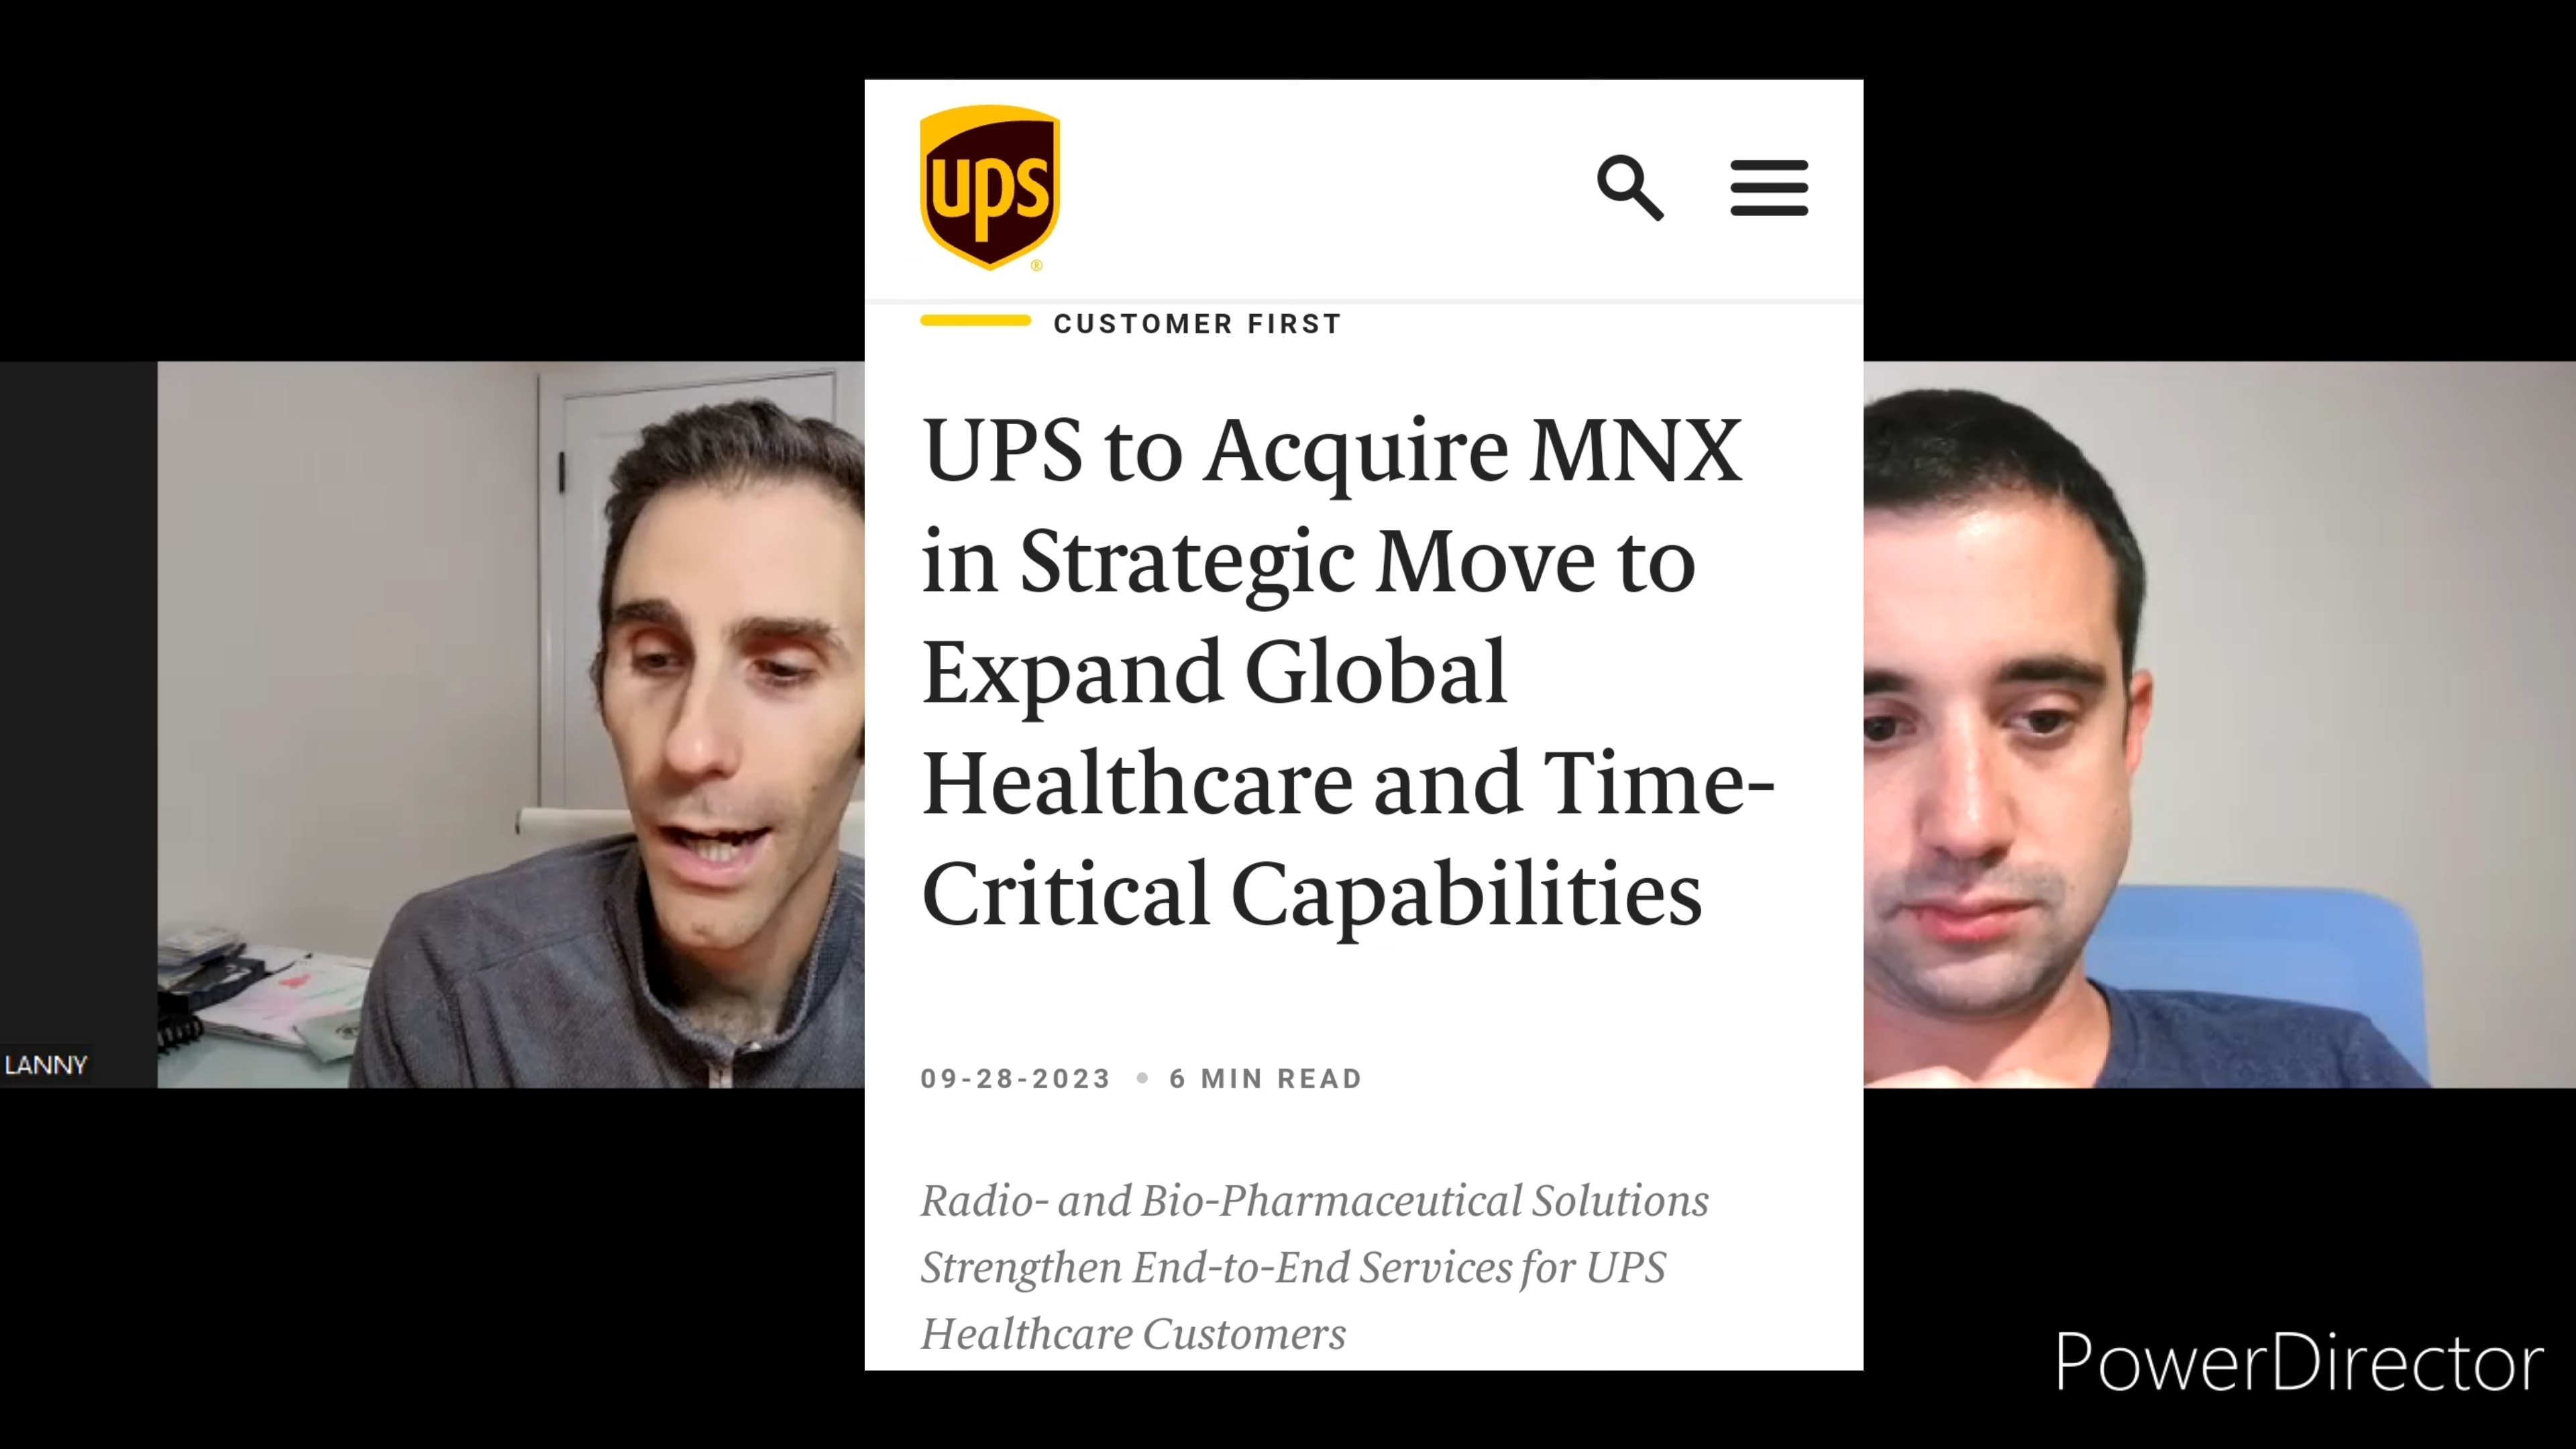 ups
®
CUSTOMER FIRST
UPS to Acquire MNX
in Strategic Move to
Expand Global
Healthcare and Time-
Critical Capabilities
09-28-2023 • 6 MIN READ
Radio- and Bio-Pharmaceutical Solutions
Strengthen End-to-End Services for UPS
Healthcare Customers
LANNY
PowerDirector